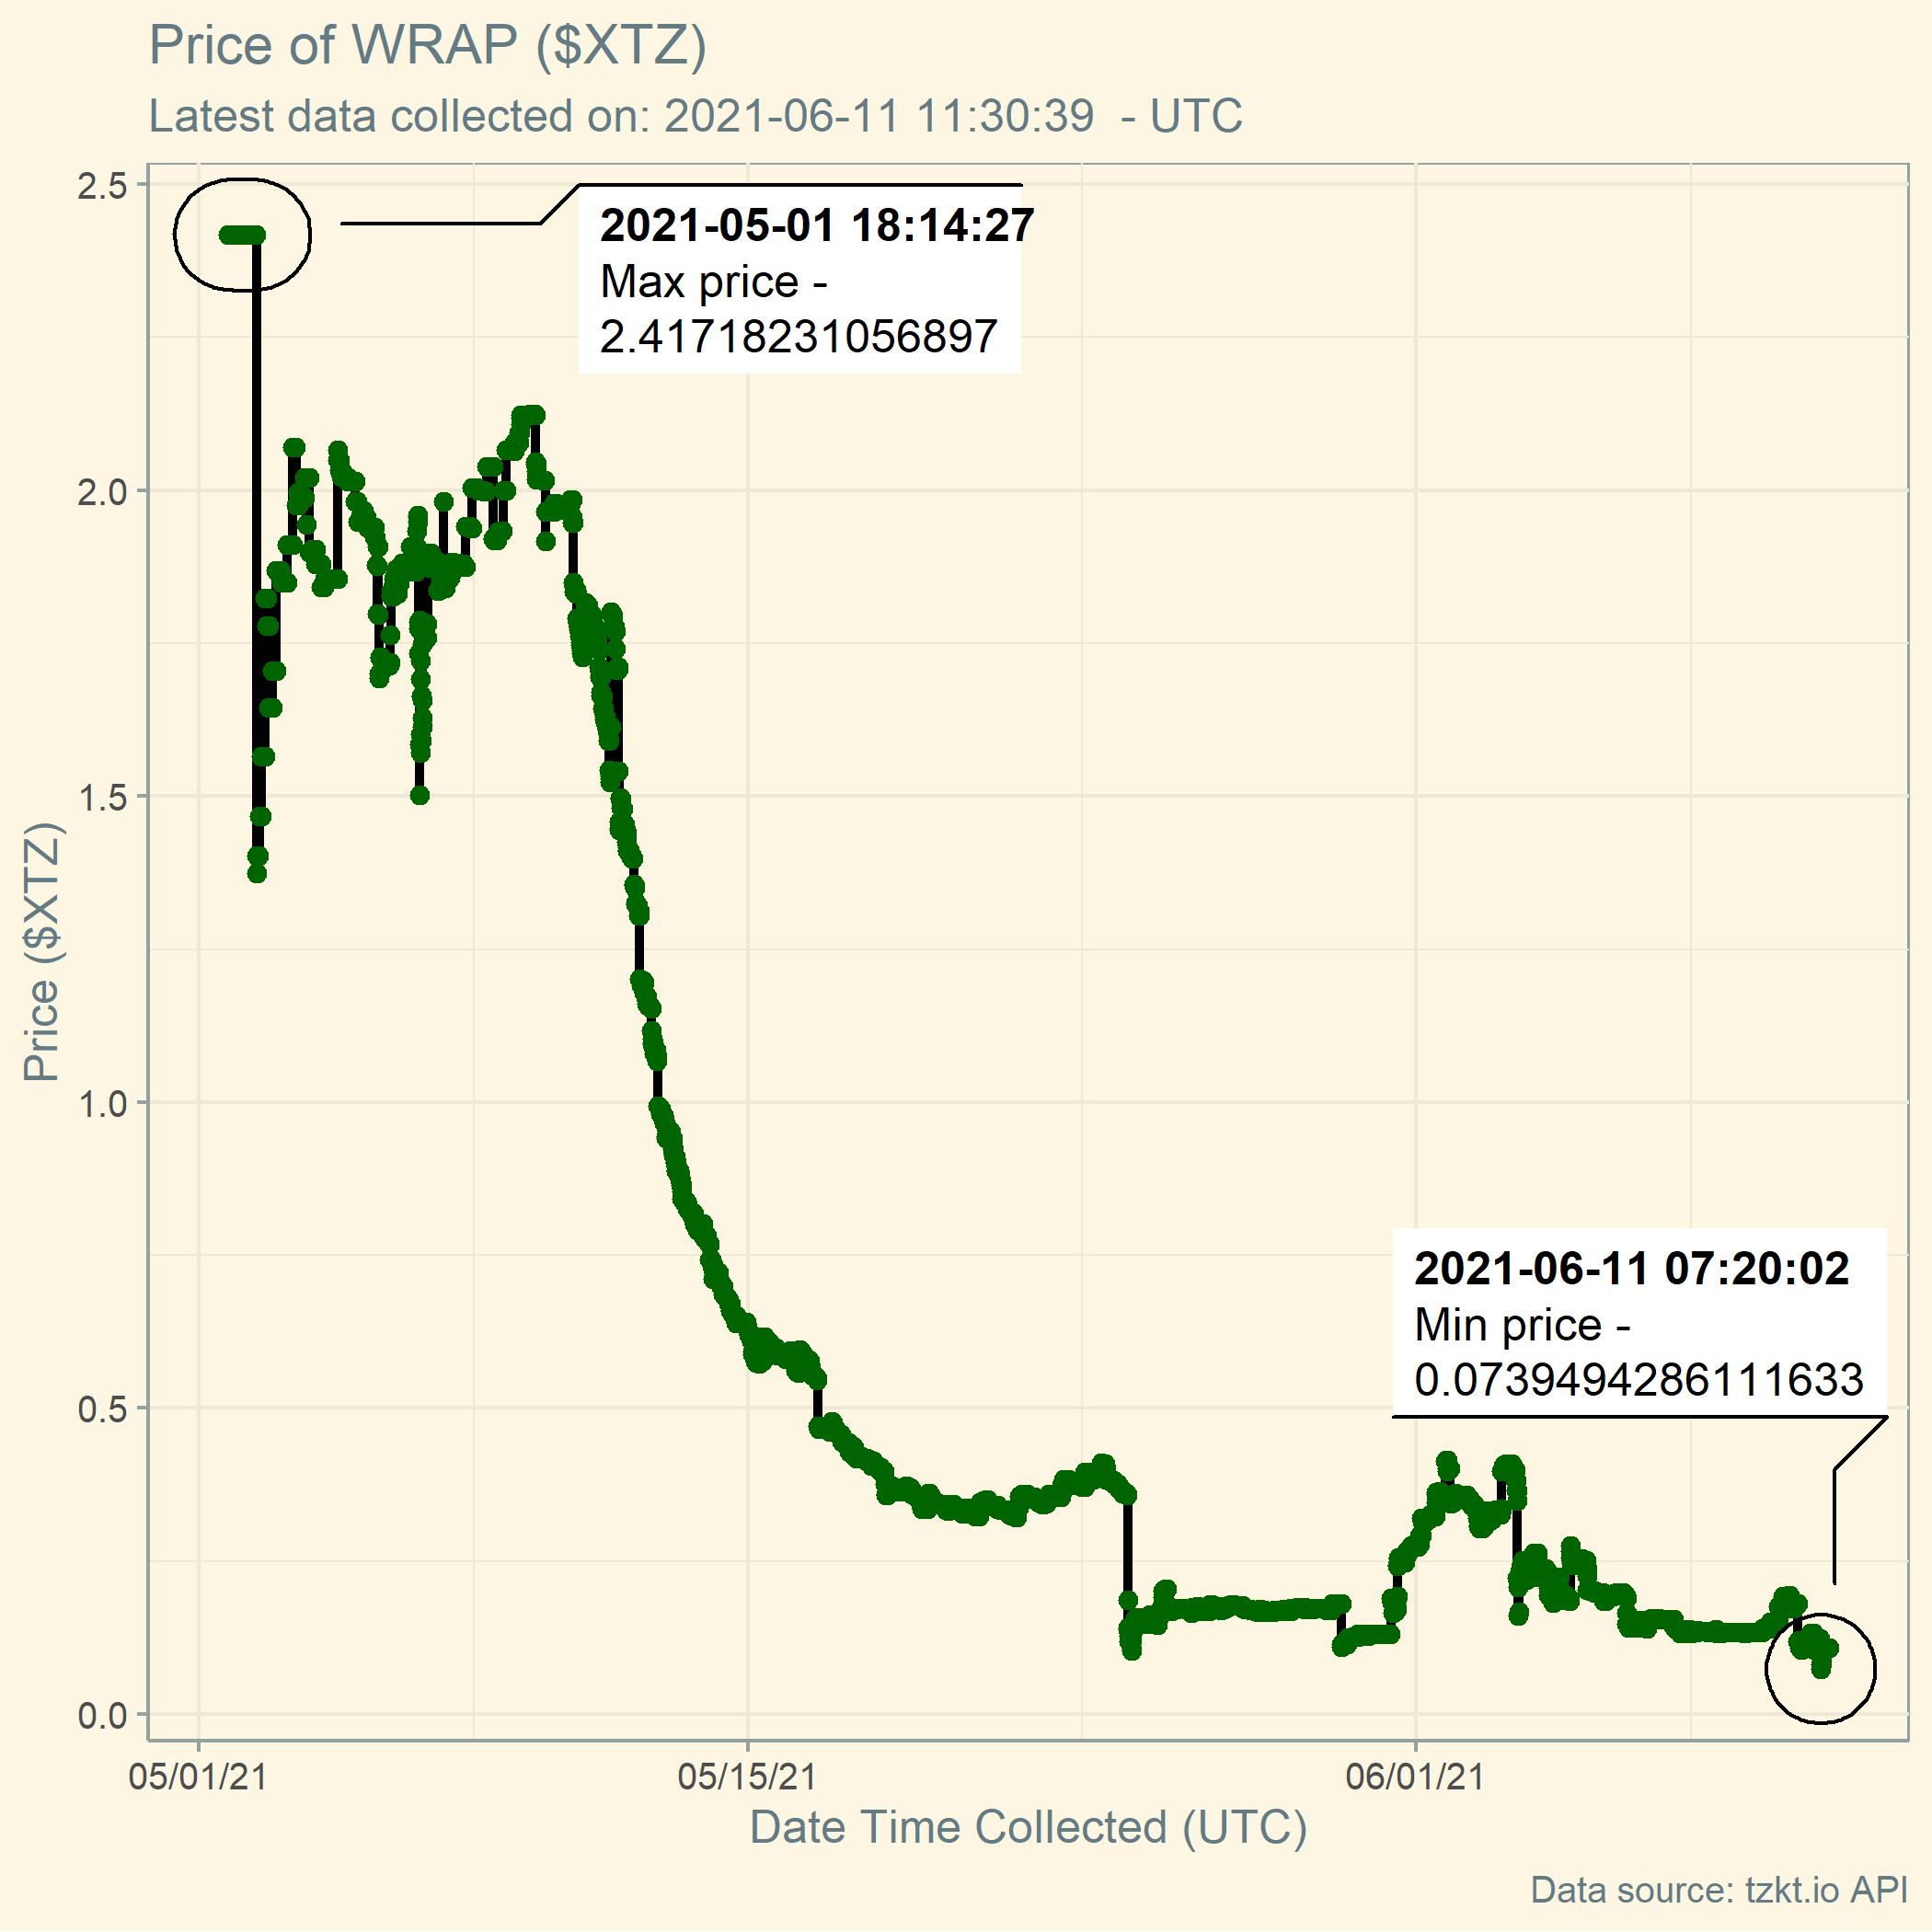 Price of WRAP ($XTZ)
Latest data collected on: 2021-06-11 11:30:39  - UTC
2.5
2.0
1.5
1.0
0.5
0.0
Price ($XTZ)
2021-05-01 18:14:27
Max price -
2.41718231056897
2021-06-11 07:20:02
Min price -
0.0739494286111633
05/01/21
05/15/21
06/01/21
Date Time Collected (UTC)
Data source: tzkt.io API